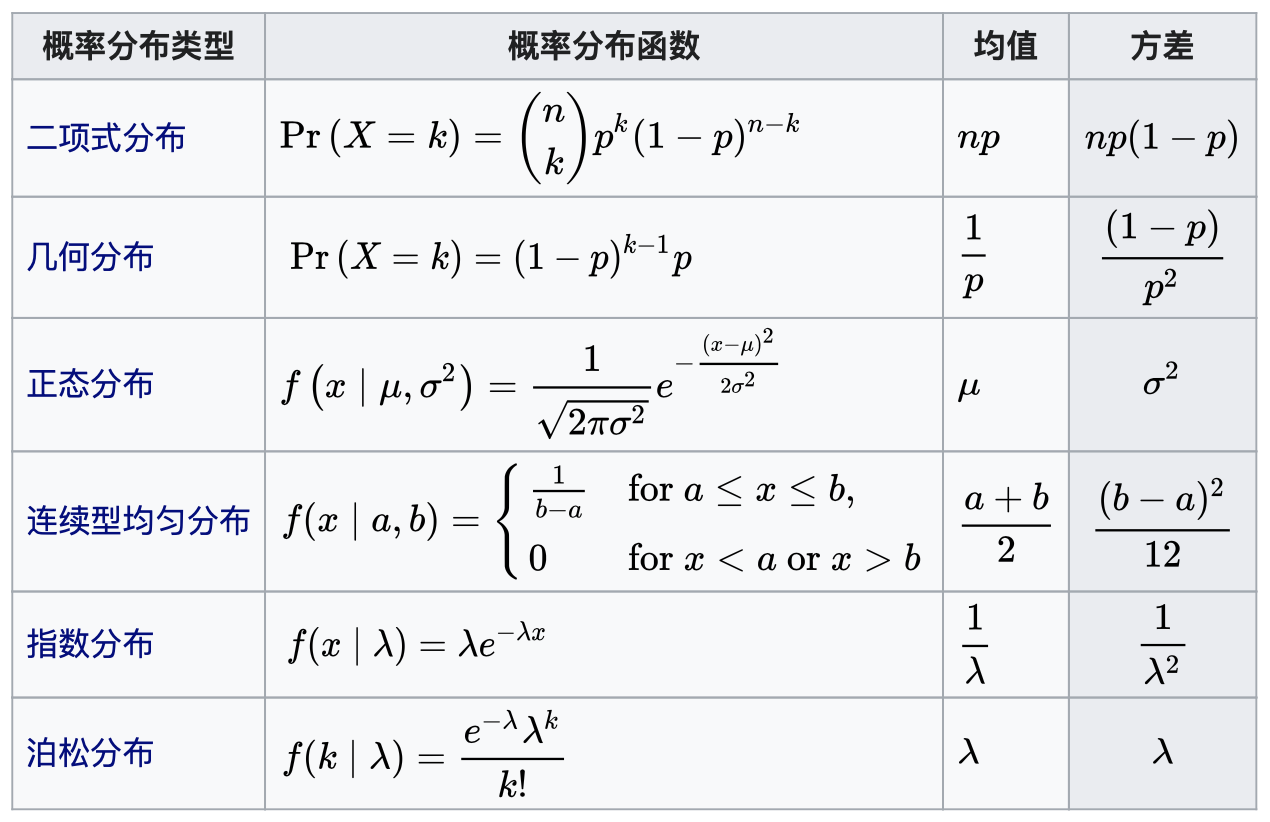 概率分布类型 概率分布函数 均值 方差
二项式分布 $\Pr(X = k) = \binom{n}{k} p^k (1 - p)^{n-k}$ $np$ $np(1 - p)$
几何分布 $\Pr(X = k) = (1 - p)^{k-1} p$ $\frac{1}{p}$ $\frac{(1 - p)}{p^2}$
正态分布 $f(x \mid \mu, \sigma^2) = \frac{1}{\sqrt{2\pi\sigma^2}} e^{-\frac{(x-\mu)^2}{2\sigma^2}}$ $\mu$ $\sigma^2$
连续型均匀分布 $f(x \mid a, b) = \begin{cases} \frac{1}{b-a} & \text{for } a \leq x \leq b, \\ 0 & \text{for } x < a \text{ or } x > b \end{cases}$ $\frac{a + b}{2}$ $\frac{(b - a)^2}{12}$
指数分布 $f(x \mid \lambda) = \lambda e^{-\lambda x}$ $\frac{1}{\lambda}$ $\frac{1}{\lambda^2}$
泊松分布 $f(k \mid \lambda) = \frac{e^{-\lambda} \lambda^k}{k!}$ $\lambda$ $\lambda$